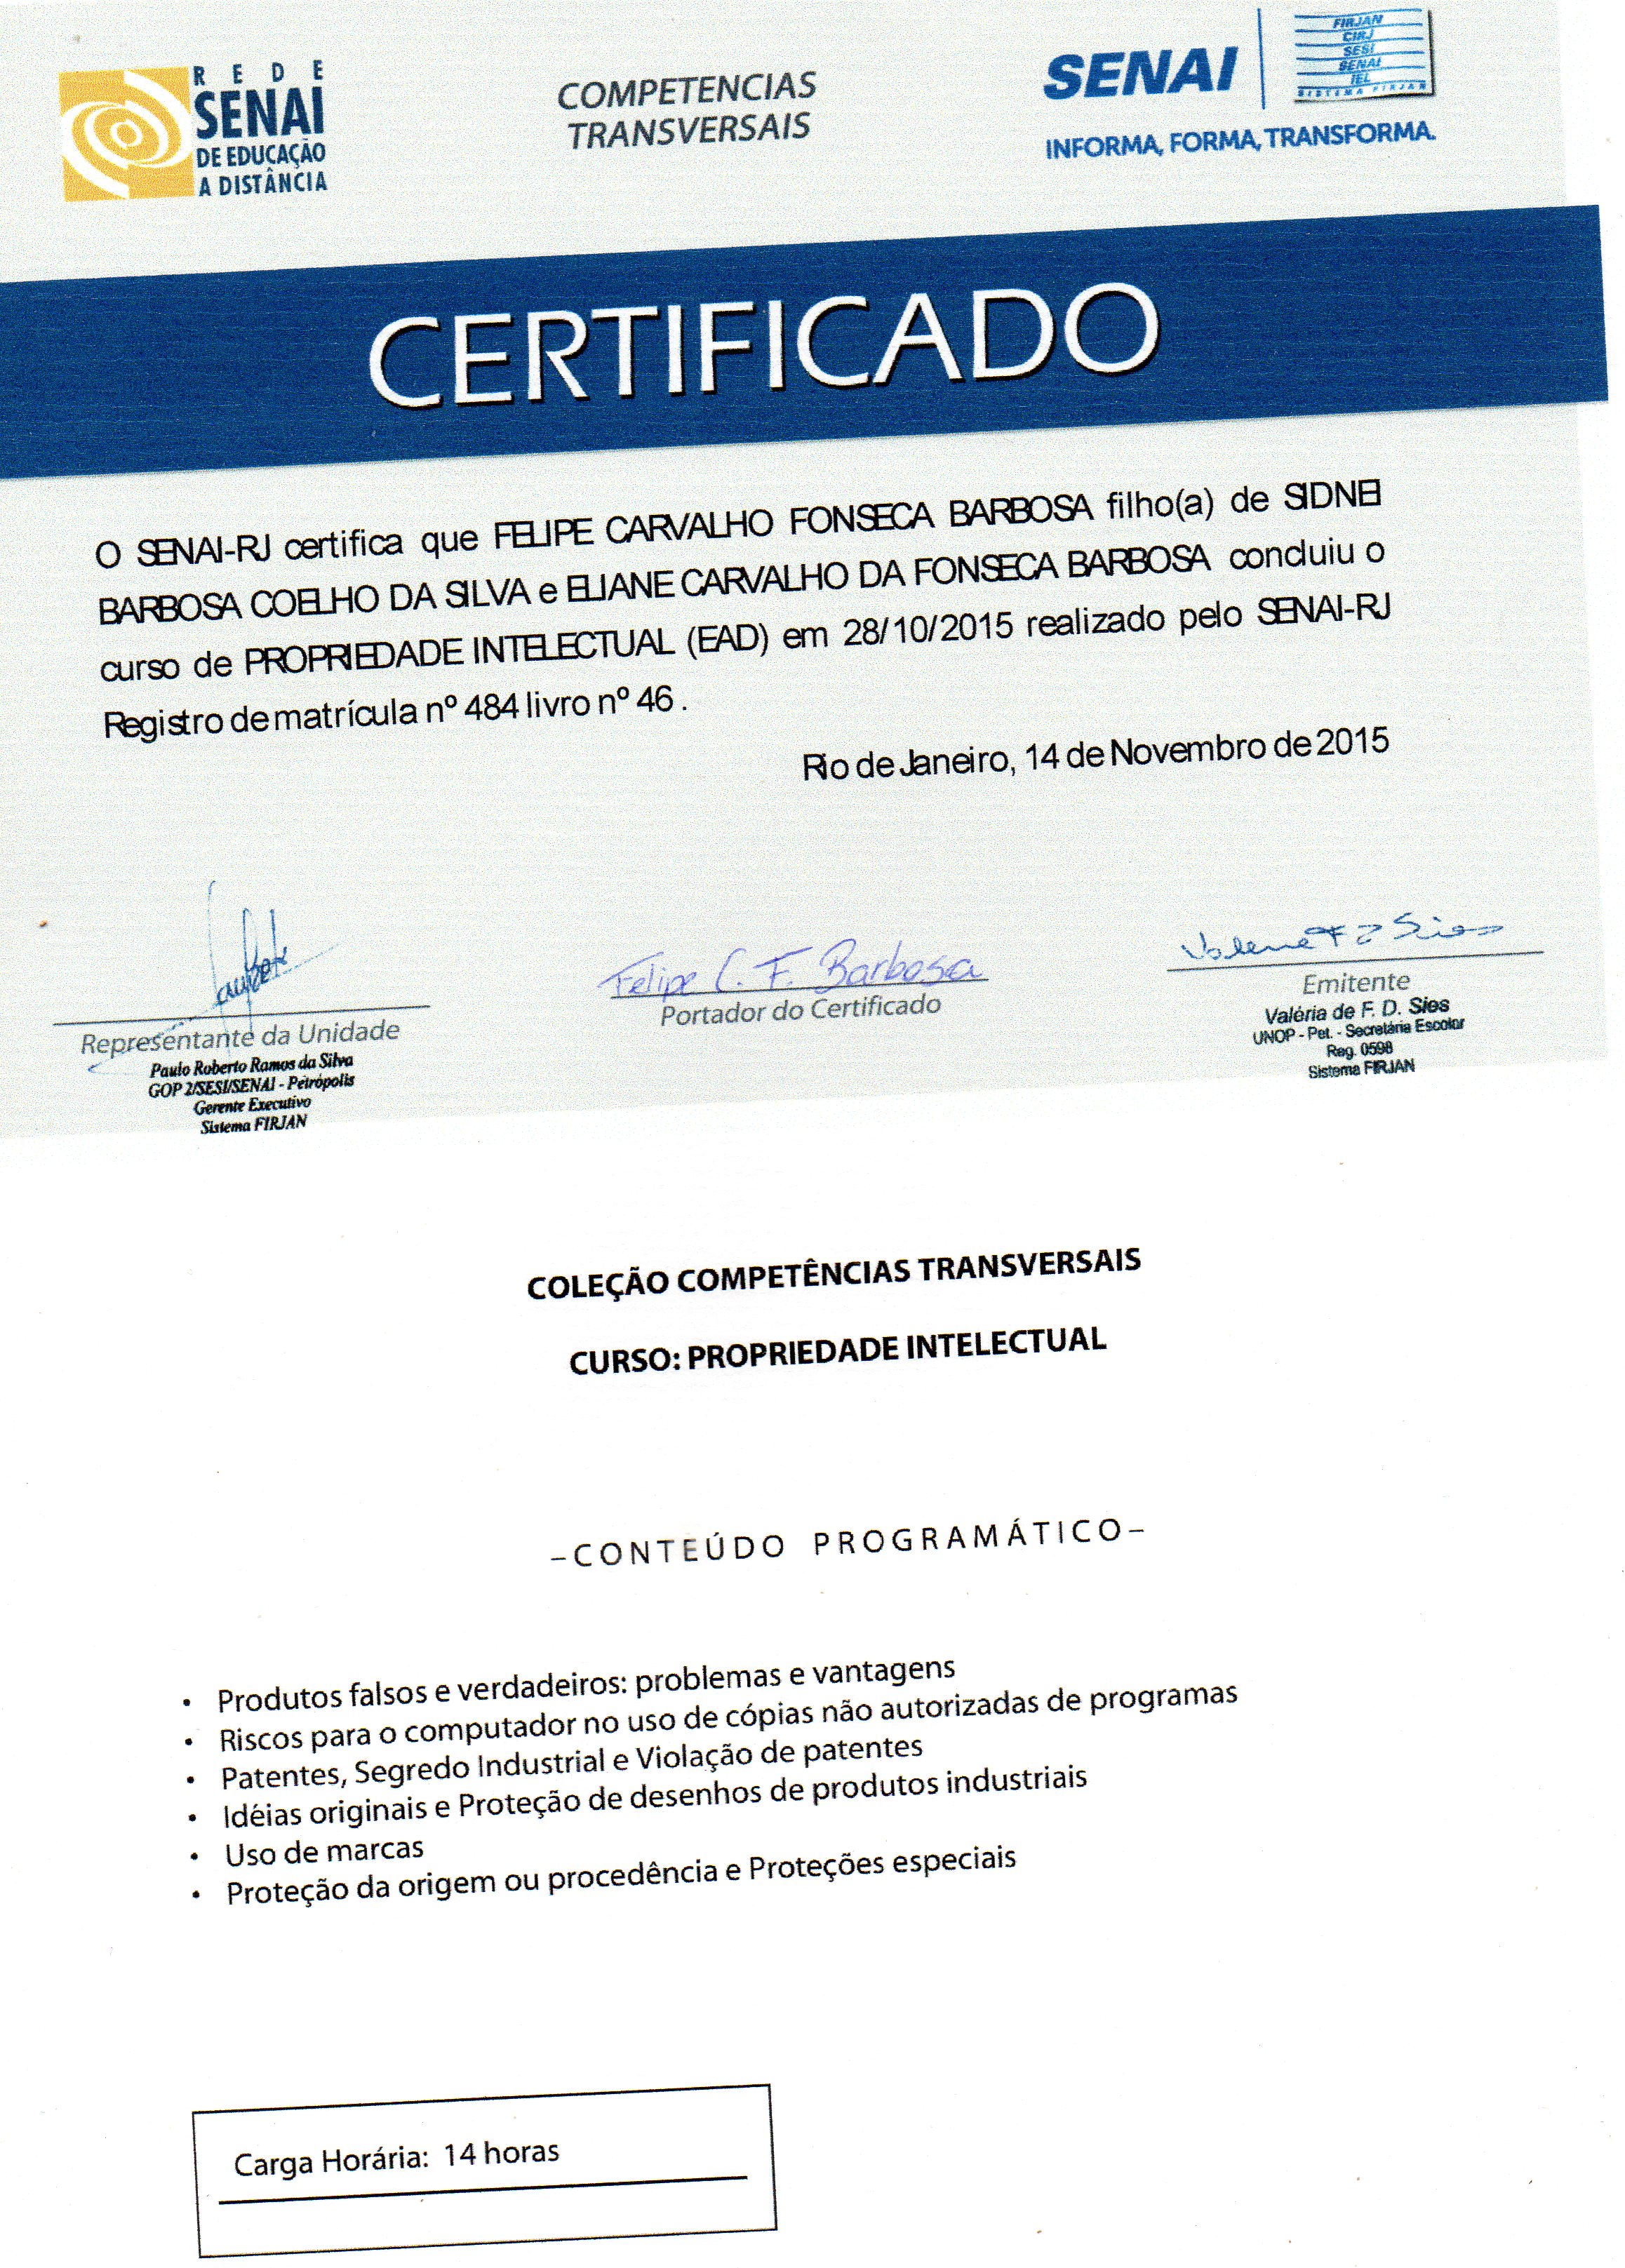 REDE
SENAI
DE EDUCAÇÃO
A DISTÂNCIA
COMPETENCIAS
TRANSVERSAIS
SENAI
FIRJAN
CIRJ
SESI
SENAI
IEL
SISTEMA FIRJAN
INFORMA, FORMA, TRANSFORMA.
CERTIFICADO
O SENAI-RJ certifica que FELIPE CARVALHO FONSECA BARBOSA filho(a) de SIDNEI
BARBOSA COELHO DA SILVA e ELIANE CARVALHO DA FONSECA BARBOSA concluiu o
curso de PROPRIEDADE INTELECTUAL (EAD) em 28/10/2015 realizado pelo SENAI-RJ
Registro de matrícula nº 484 livro nº 46 .
Rio de Janeiro, 14 de Novembro de 2015
Felipe C. F. Barbosa
Representante da Unidade
Paulo Roberto Ramos da Silva
GOP 2/SESI/SENAI - Petrópolis
Gerente Executivo
Sistema FIRJAN
Portador do Certificado
Emitente
Valéria de F. D. Sies
UNOP - Pet. - Secretária Escolar
Reg. 0598
Sistema FIRJAN
COLEÇÃO COMPETÊNCIAS TRANSVERSAIS
CURSO: PROPRIEDADE INTELECTUAL
–CONTEÚDO PROGRAMÁTICO–
• Produtos falsos e verdadeiros: problemas e vantagens
• Riscos para o computador no uso de cópias não autorizadas de programas
• Patentes, Segredo Industrial e Violação de patentes
• Idéias originais e Proteção de desenhos de produtos industriais
• Uso de marcas
• Proteção da origem ou procedência e Proteções especiais
Carga Horária: 14 horas